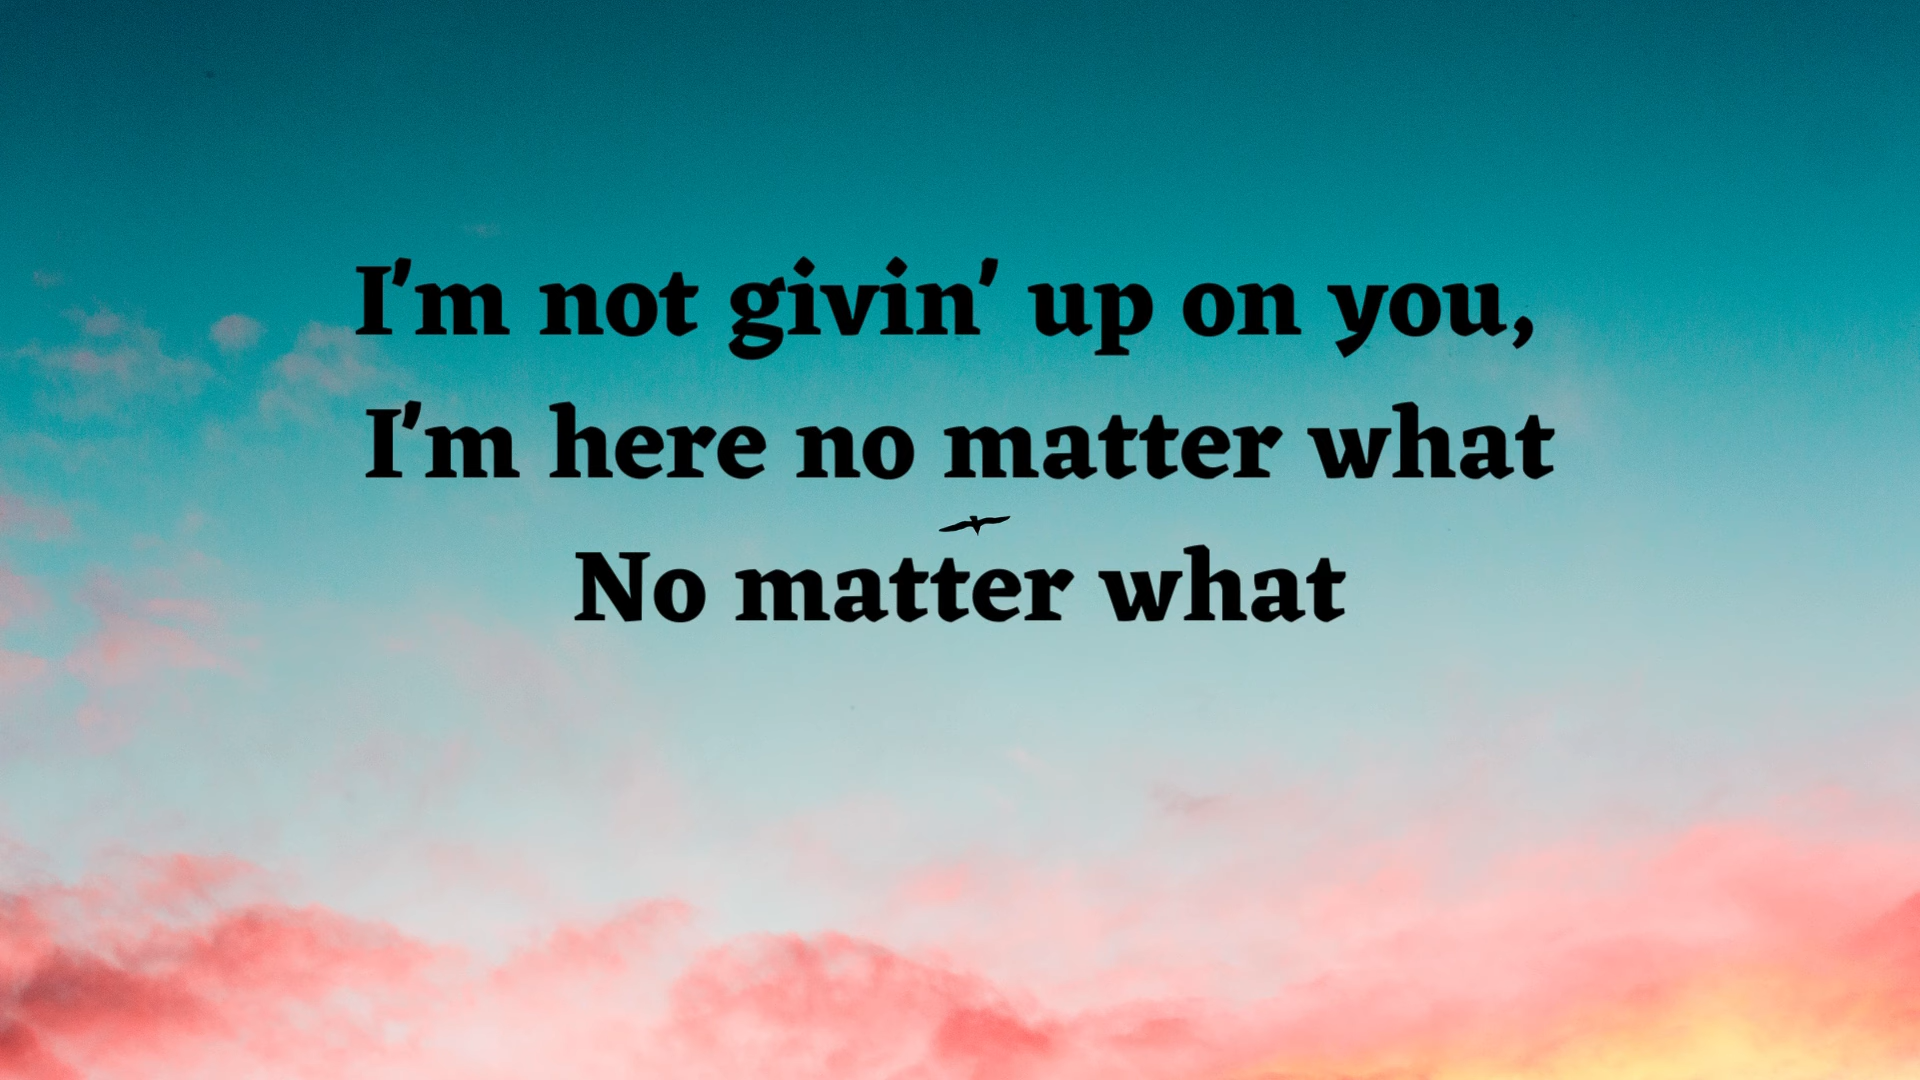 I'm not givin' up on you,
I'm here no matter what
No matter what